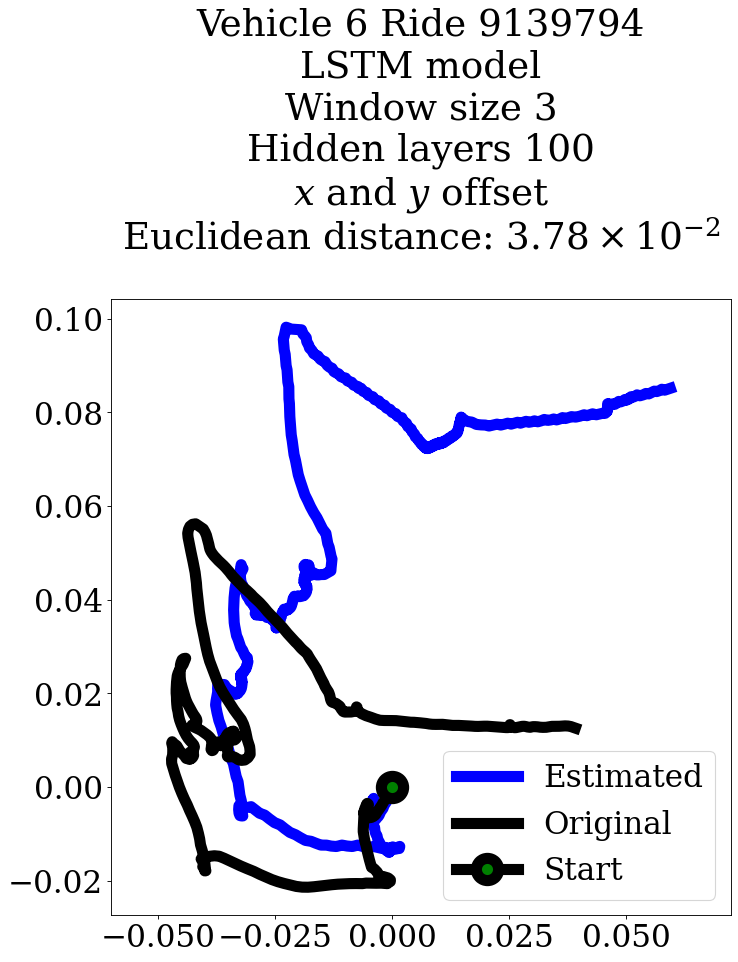 Vehicle 6 Ride 9139794
LSTM model
Window size 3
Hidden layers 100
x and y offset
Euclidean distance: 3.78 × 10⁻²
0.10
0.08
0.06
0.04
0.02
0.00
−0.02
Estimated
Original
Start
−0.050 −0.025 0.000 0.025 0.050